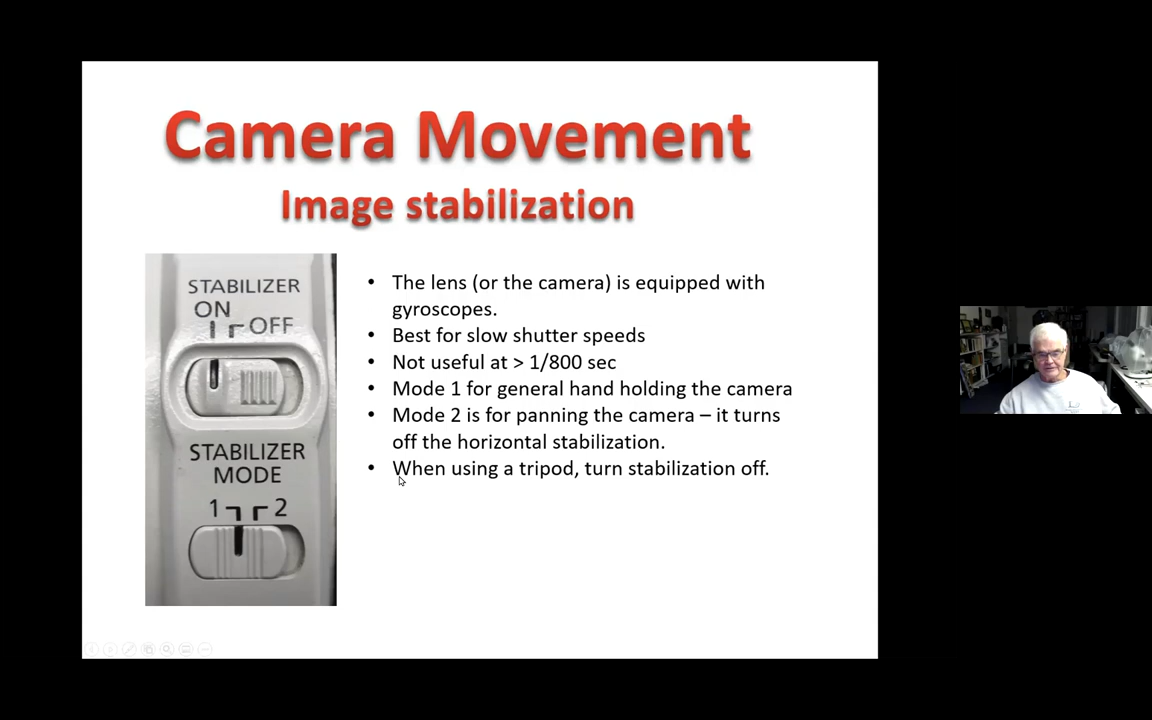 Camera Movement
Image stabilization
STABILIZER
ON
OFF
STABILIZER
MODE
1 2
• The lens (or the camera) is equipped with
gyroscopes.
• Best for slow shutter speeds
• Not useful at > 1/800 sec
• Mode 1 for general hand holding the camera
• Mode 2 is for panning the camera – it turns
off the horizontal stabilization.
• When using a tripod, turn stabilization off.